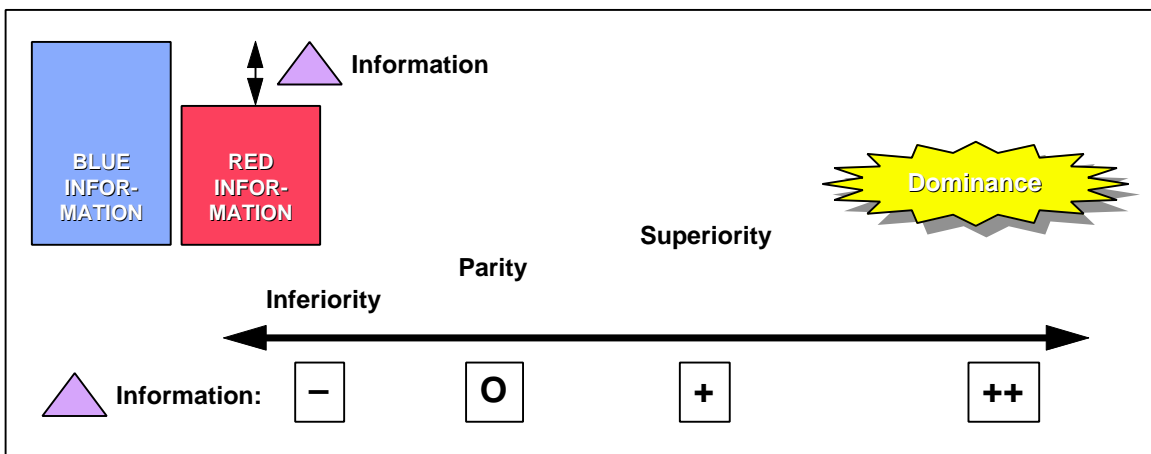 Information
BLUE
INFOR-
MATION
RED
INFOR-
MATION
Dominance
Superiority
Parity
Inferiority
Information:
–
O
+
++